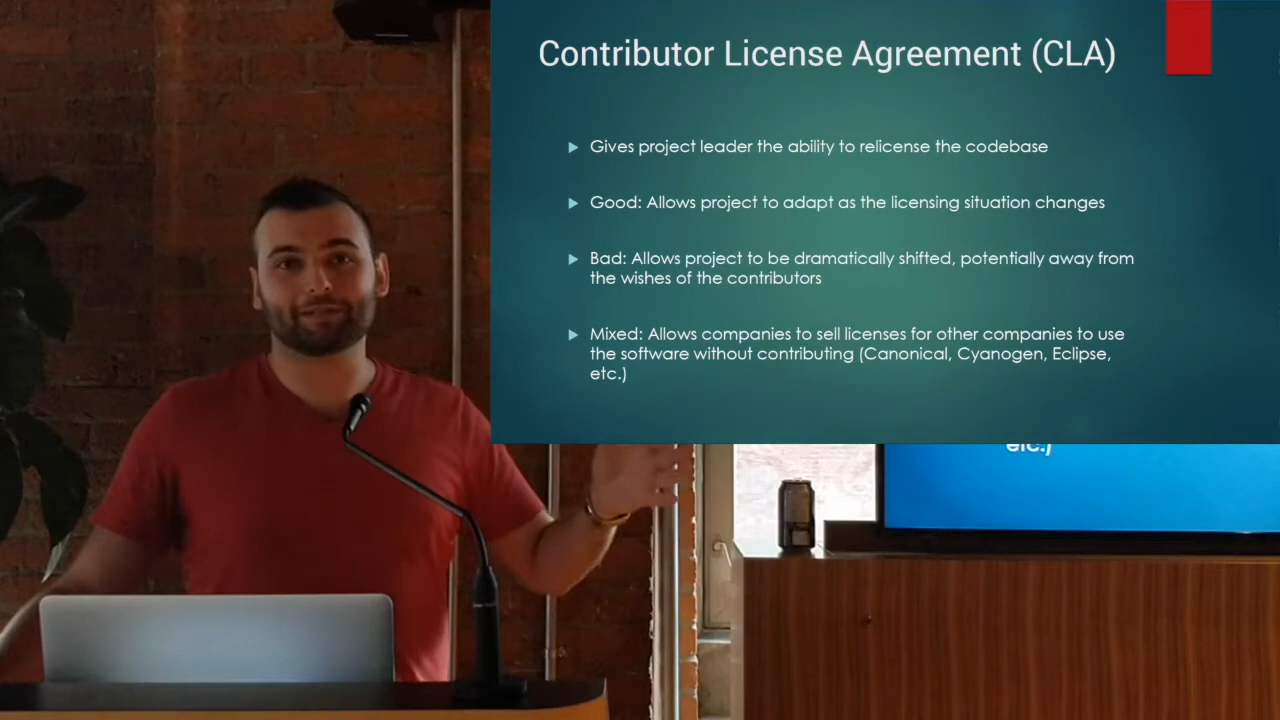 Contributor License Agreement (CLA)
Gives project leader the ability to relicense the codebase
Good: Allows project to adapt as the licensing situation changes
Bad: Allows project to be dramatically shifted, potentially away from
the wishes of the contributors
Mixed: Allows companies to sell licenses for other companies to use
the software without contributing (Canonical, Cyanogen, Eclipse,
etc.)
etc.)